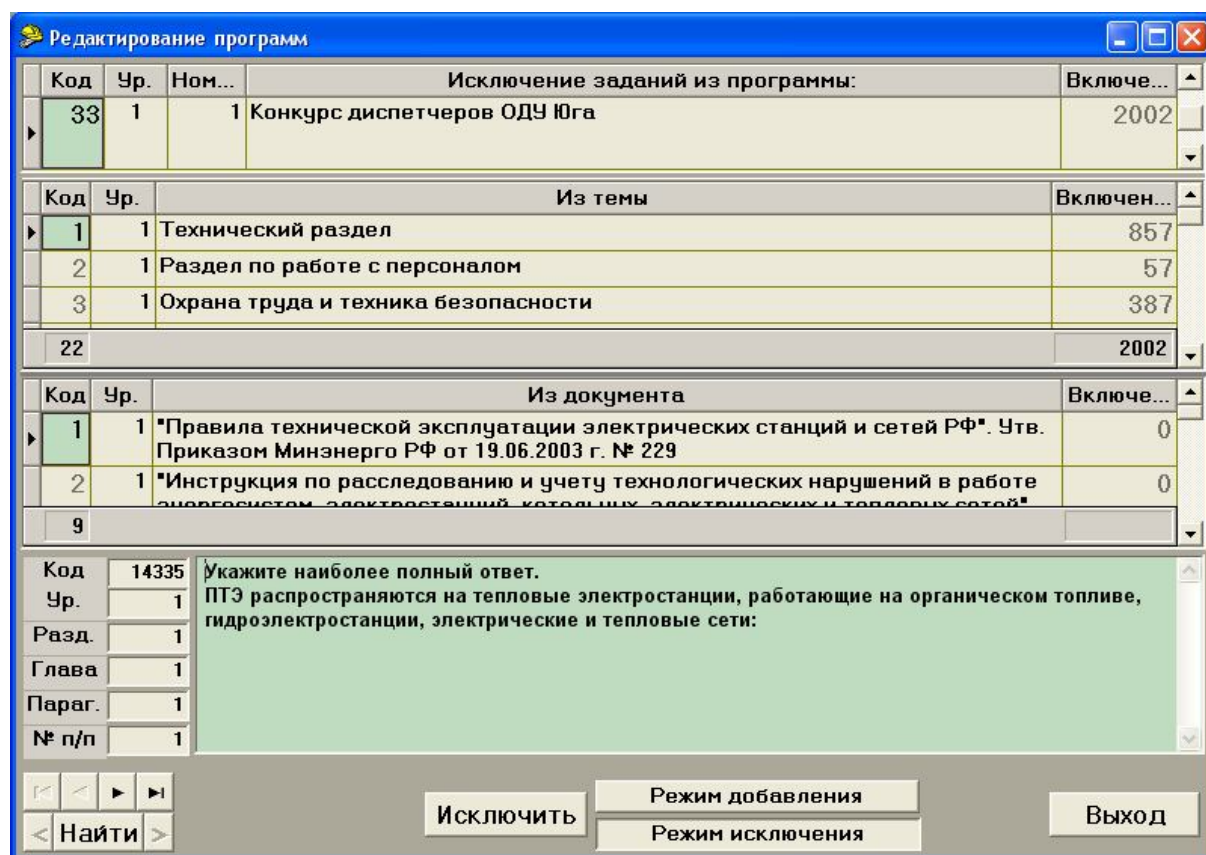 Редактирование программ
Код Ур. Ном... Исключение заданий из программы: Включе...
33 1 1 Конкурс диспетчеров ОДУ Юга 2002
Код Ур. Из темы Включен...
1 1 Технический раздел 857
2 1 Раздел по работе с персоналом 57
3 1 Охрана труда и техника безопасности 387
22 2002
Код Ур. Из документа Включе...
1 1 "Правила технической эксплуатации электрических станций и сетей РФ". Утв. 0
Приказом Минэнерго РФ от 19.06.2003 г. № 229
2 1 "Инструкция по расследованию и учету технологических нарушений в работе 0
энергосистем, электростанций, котельных, электрических и тепловых сетей"
9
Код 14335 Укажите наиболее полный ответ.
Ур. 1 ПТЭ распространяются на тепловые электростанции, работающие на органическом топливе,
гидроэлектростанции, электрические и тепловые сети:
Разд. 1
Глава 1
Параг. 1
№ п/п 1
< Найти > Исключить Режим добавления Выход
Режим исключения